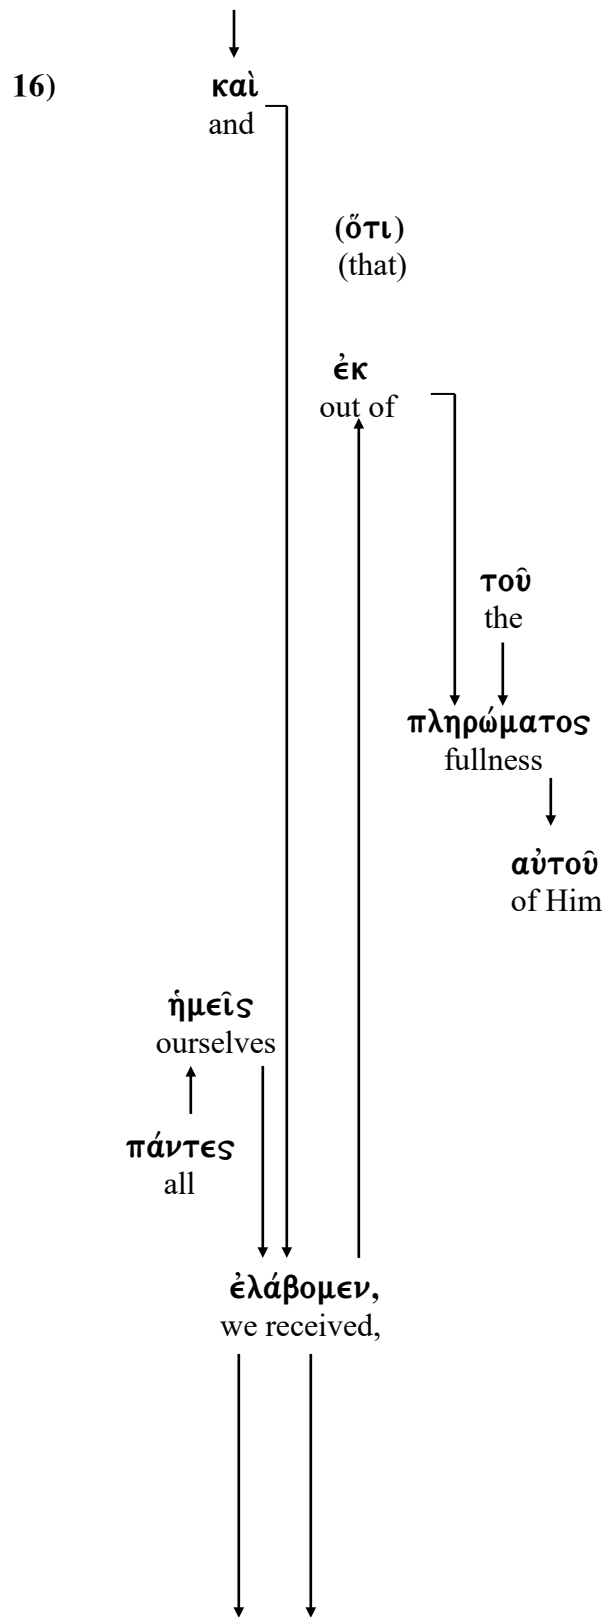 16) καὶ
and
(ὅτι)
(that)
ἐκ
out of
τοῦ
the
πληρώματος
fullness
αὐτοῦ
of Him
ἡμεῖς
ourselves
πάντες
all
ἐλάβομεν,
we received,